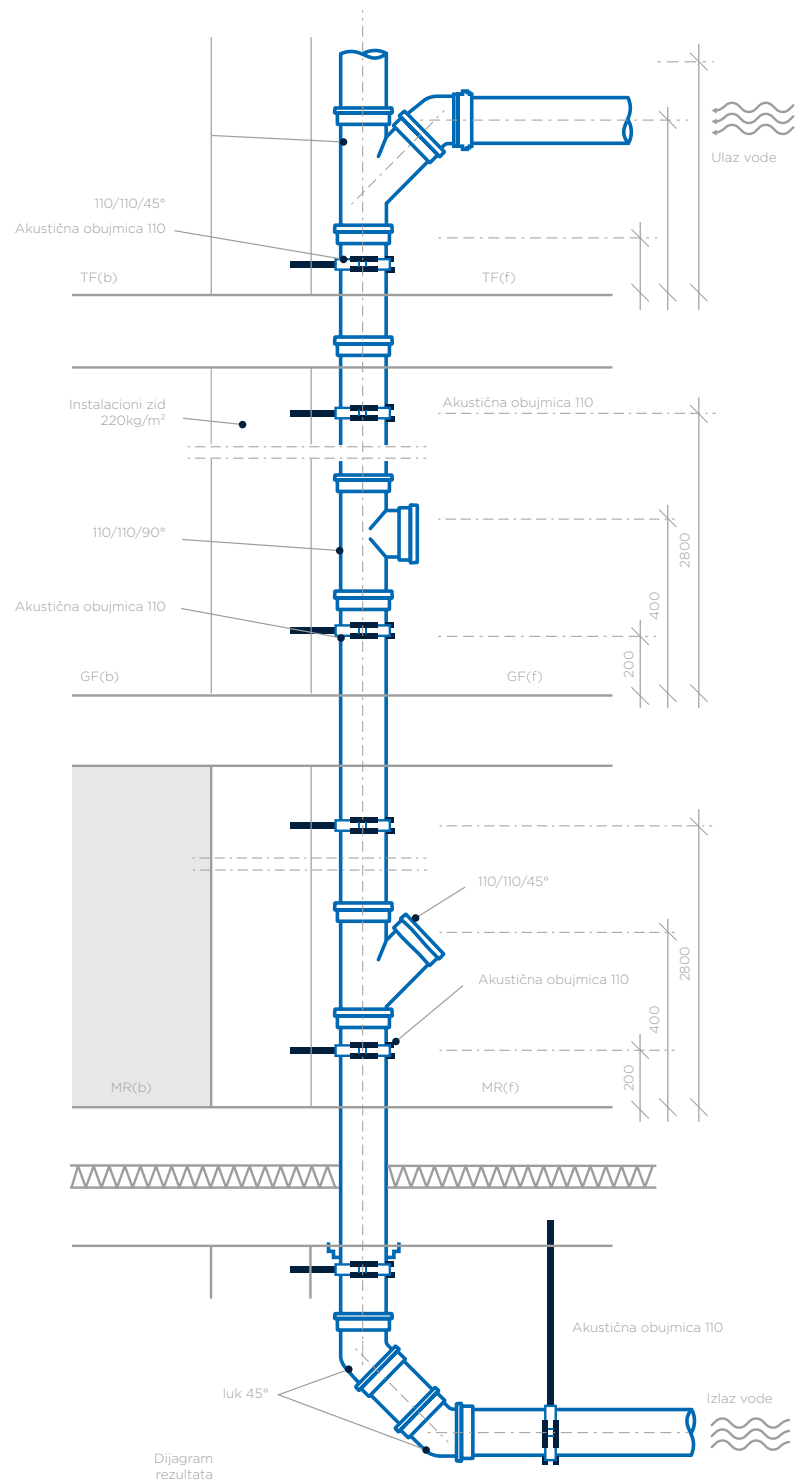 Ulaz vode
110/110/45°
Akustična obujmica 110
TF(b)
TF(f)
Instalacioni zid
220kg/m²
Akustična obujmica 110
110/110/90°
2800
400
Akustična obujmica 110
200
GF(b)
GF(f)
110/110/45°
2800
Akustična obujmica 110
400
200
MR(b)
MR(f)
Akustična obujmica 110
luk 45°
Izlaz vode
Dijagram
rezultata